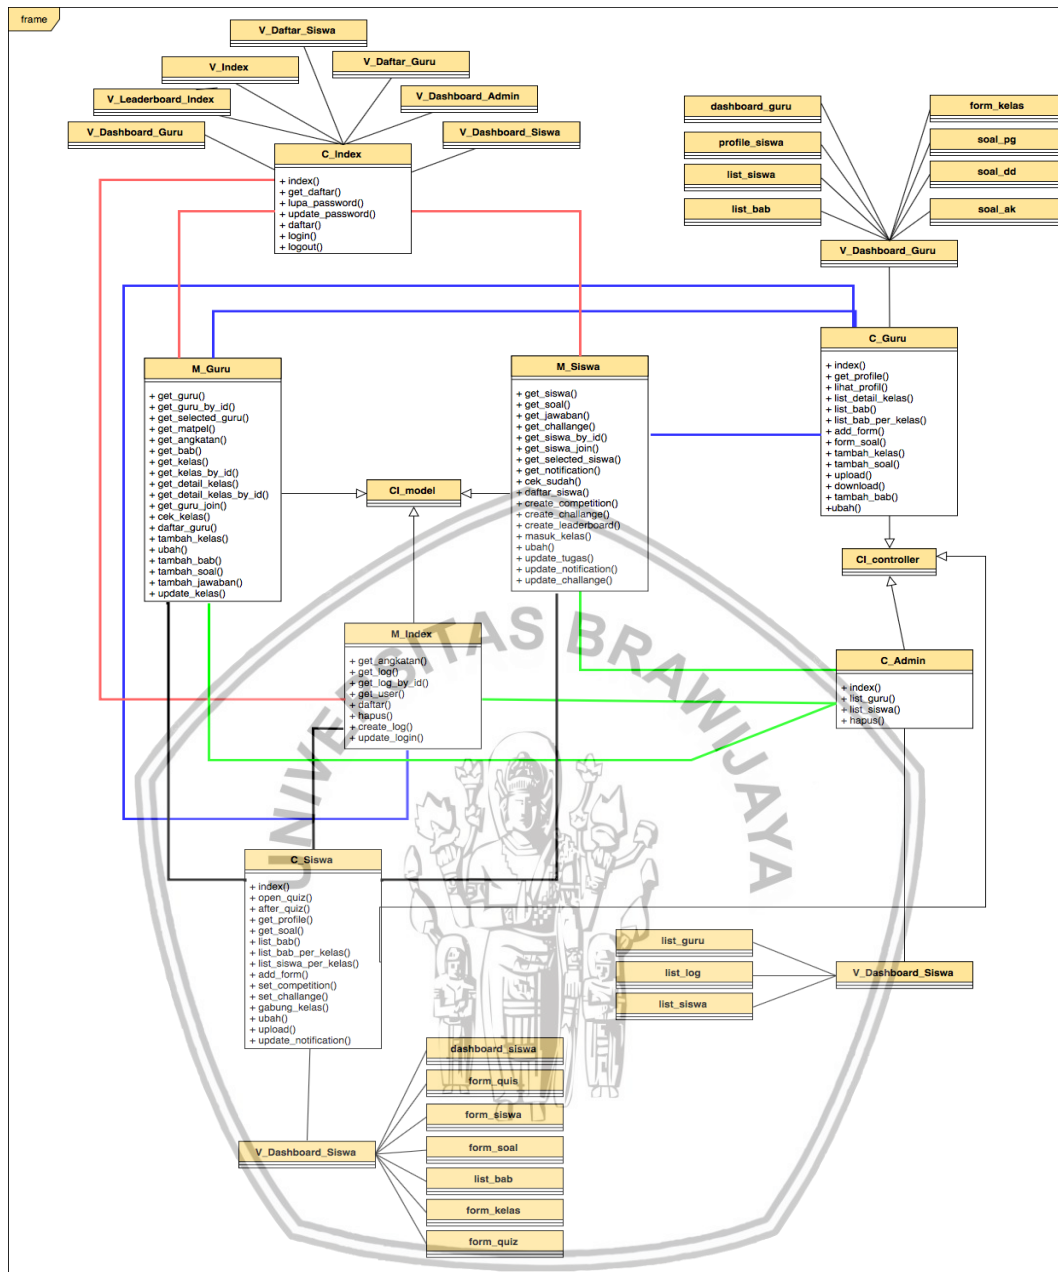 frame
V_Daftar_Siswa
V_Index
V_Daftar_Guru
V_Leaderboard_Index
V_Dashboard_Admin
V_Dashboard_Guru
V_Dashboard_Siswa
C_Index
+ index()
+ get_daftar()
+ lupa_password()
+ update_password()
+ daftar()
+ login()
+ logout()
dashboard_guru
form_kelas
profile_siswa
soal_pg
list_siswa
soal_dd
list_bab
soal_ak
V_Dashboard_Guru
C_Guru
+ index()
+ get_profile()
+ lihat_profil()
+ list_detail_kelas()
+ list_bab()
+ list_bab_per_kelas()
+ add_form()
+ form_soal()
+ tambah_kelas()
+ tambah_soal()
+ upload()
+ download()
+ tambah_bab()
+ubah()
M_Guru
+ get_guru()
+ get_guru_by_id()
+ get_selected_guru()
+ get_matpel()
+ get_angkatan()
+ get_bab()
+ get_kelas()
+ get_kelas_by_id()
+ get_detail_kelas()
+ get_detail_kelas_by_id()
+ get_guru_join()
+ cek_kelas()
+ daftar_guru()
+ tambah_kelas()
+ ubah()
+ tambah_bab()
+ tambah_soal()
+ tambah_jawaban()
+ update_kelas()
M_Siswa
+ get_siswa()
+ get_soal()
+ get_jawaban()
+ get_challange()
+ get_siswa_by_id()
+ get_siswa_join()
+ get_selected_siswa()
+ get_notification()
+ cek_sudah()
+ daftar_siswa()
+ create_competition()
+ create_challange()
+ create_leaderboard()
+ masuk_kelas()
+ ubah()
+ update_tugas()
+ update_notification()
+ update_challange()
CI_model
CI_controller
M_Index
+ get_angkatan()
+ get_log()
+ get_log_by_id()
+ get_user()
+ daftar()
+ hapus()
+ create_log()
+ update_login()
C_Admin
+ index()
+ list_guru()
+ list_siswa()
+ hapus()
UNIVERSITAS BRAWIJAYA
C_Siswa
+ index()
+ open_quiz()
+ after_quiz()
+ get_profile()
+ get_soal()
+ list_bab()
+ list_bab_per_kelas()
+ list_siswa_per_kelas()
+ add_form()
+ set_competition()
+ set_challange()
+ gabung_kelas()
+ ubah()
+ upload()
+ update_notification()
list_guru
list_log
list_siswa
V_Dashboard_Siswa
V_Dashboard_Siswa
dashboard_siswa
form_quis
form_siswa
form_soal
list_bab
form_kelas
form_quiz